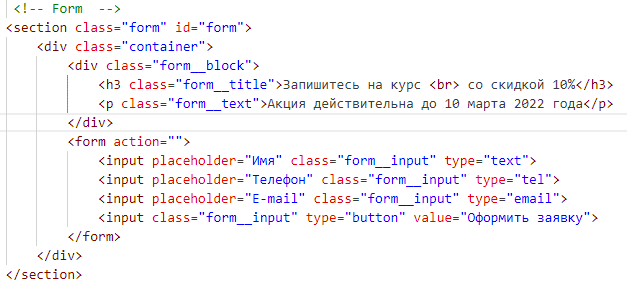 <!-- Form  -->
<section class="form" id="form">
    <div class="container">
        <div class="form__block">
            <h3 class="form__title">Запишитесь на курс <br> со скидкой 10%</h3>
            <p class="form__text">Акция действительна до 10 марта 2022 года</p>
        </div>
        <form action="">
            <input placeholder="Имя" class="form__input" type="text">
            <input placeholder="Телефон" class="form__input" type="tel">
            <input placeholder="E-mail" class="form__input" type="email">
            <input class="form__input" type="button" value="Оформить заявку">
        </form>
    </div>
</section>